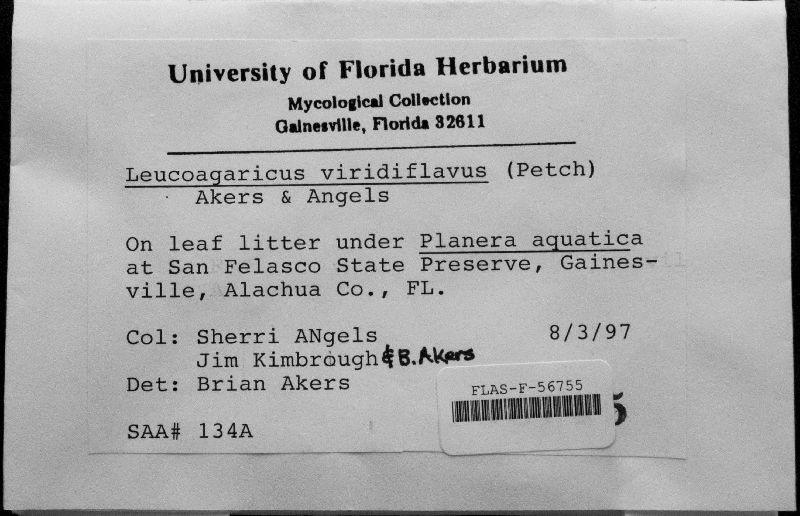 University of Florida Herbarium
Mycological Collection
Gainesville, Florida 32611
Leucoagaricus viridiflavus (Petch)
Akers & Angels
On leaf litter under Planera aquatica
at San Felasco State Preserve, Gaines-
ville, Alachua Co., FL.
Col: Sherri ANgels 8/3/97
Jim Kimbrough & B. Akers
Det: Brian Akers
FLAS-F-56755
5
SAA# 134A